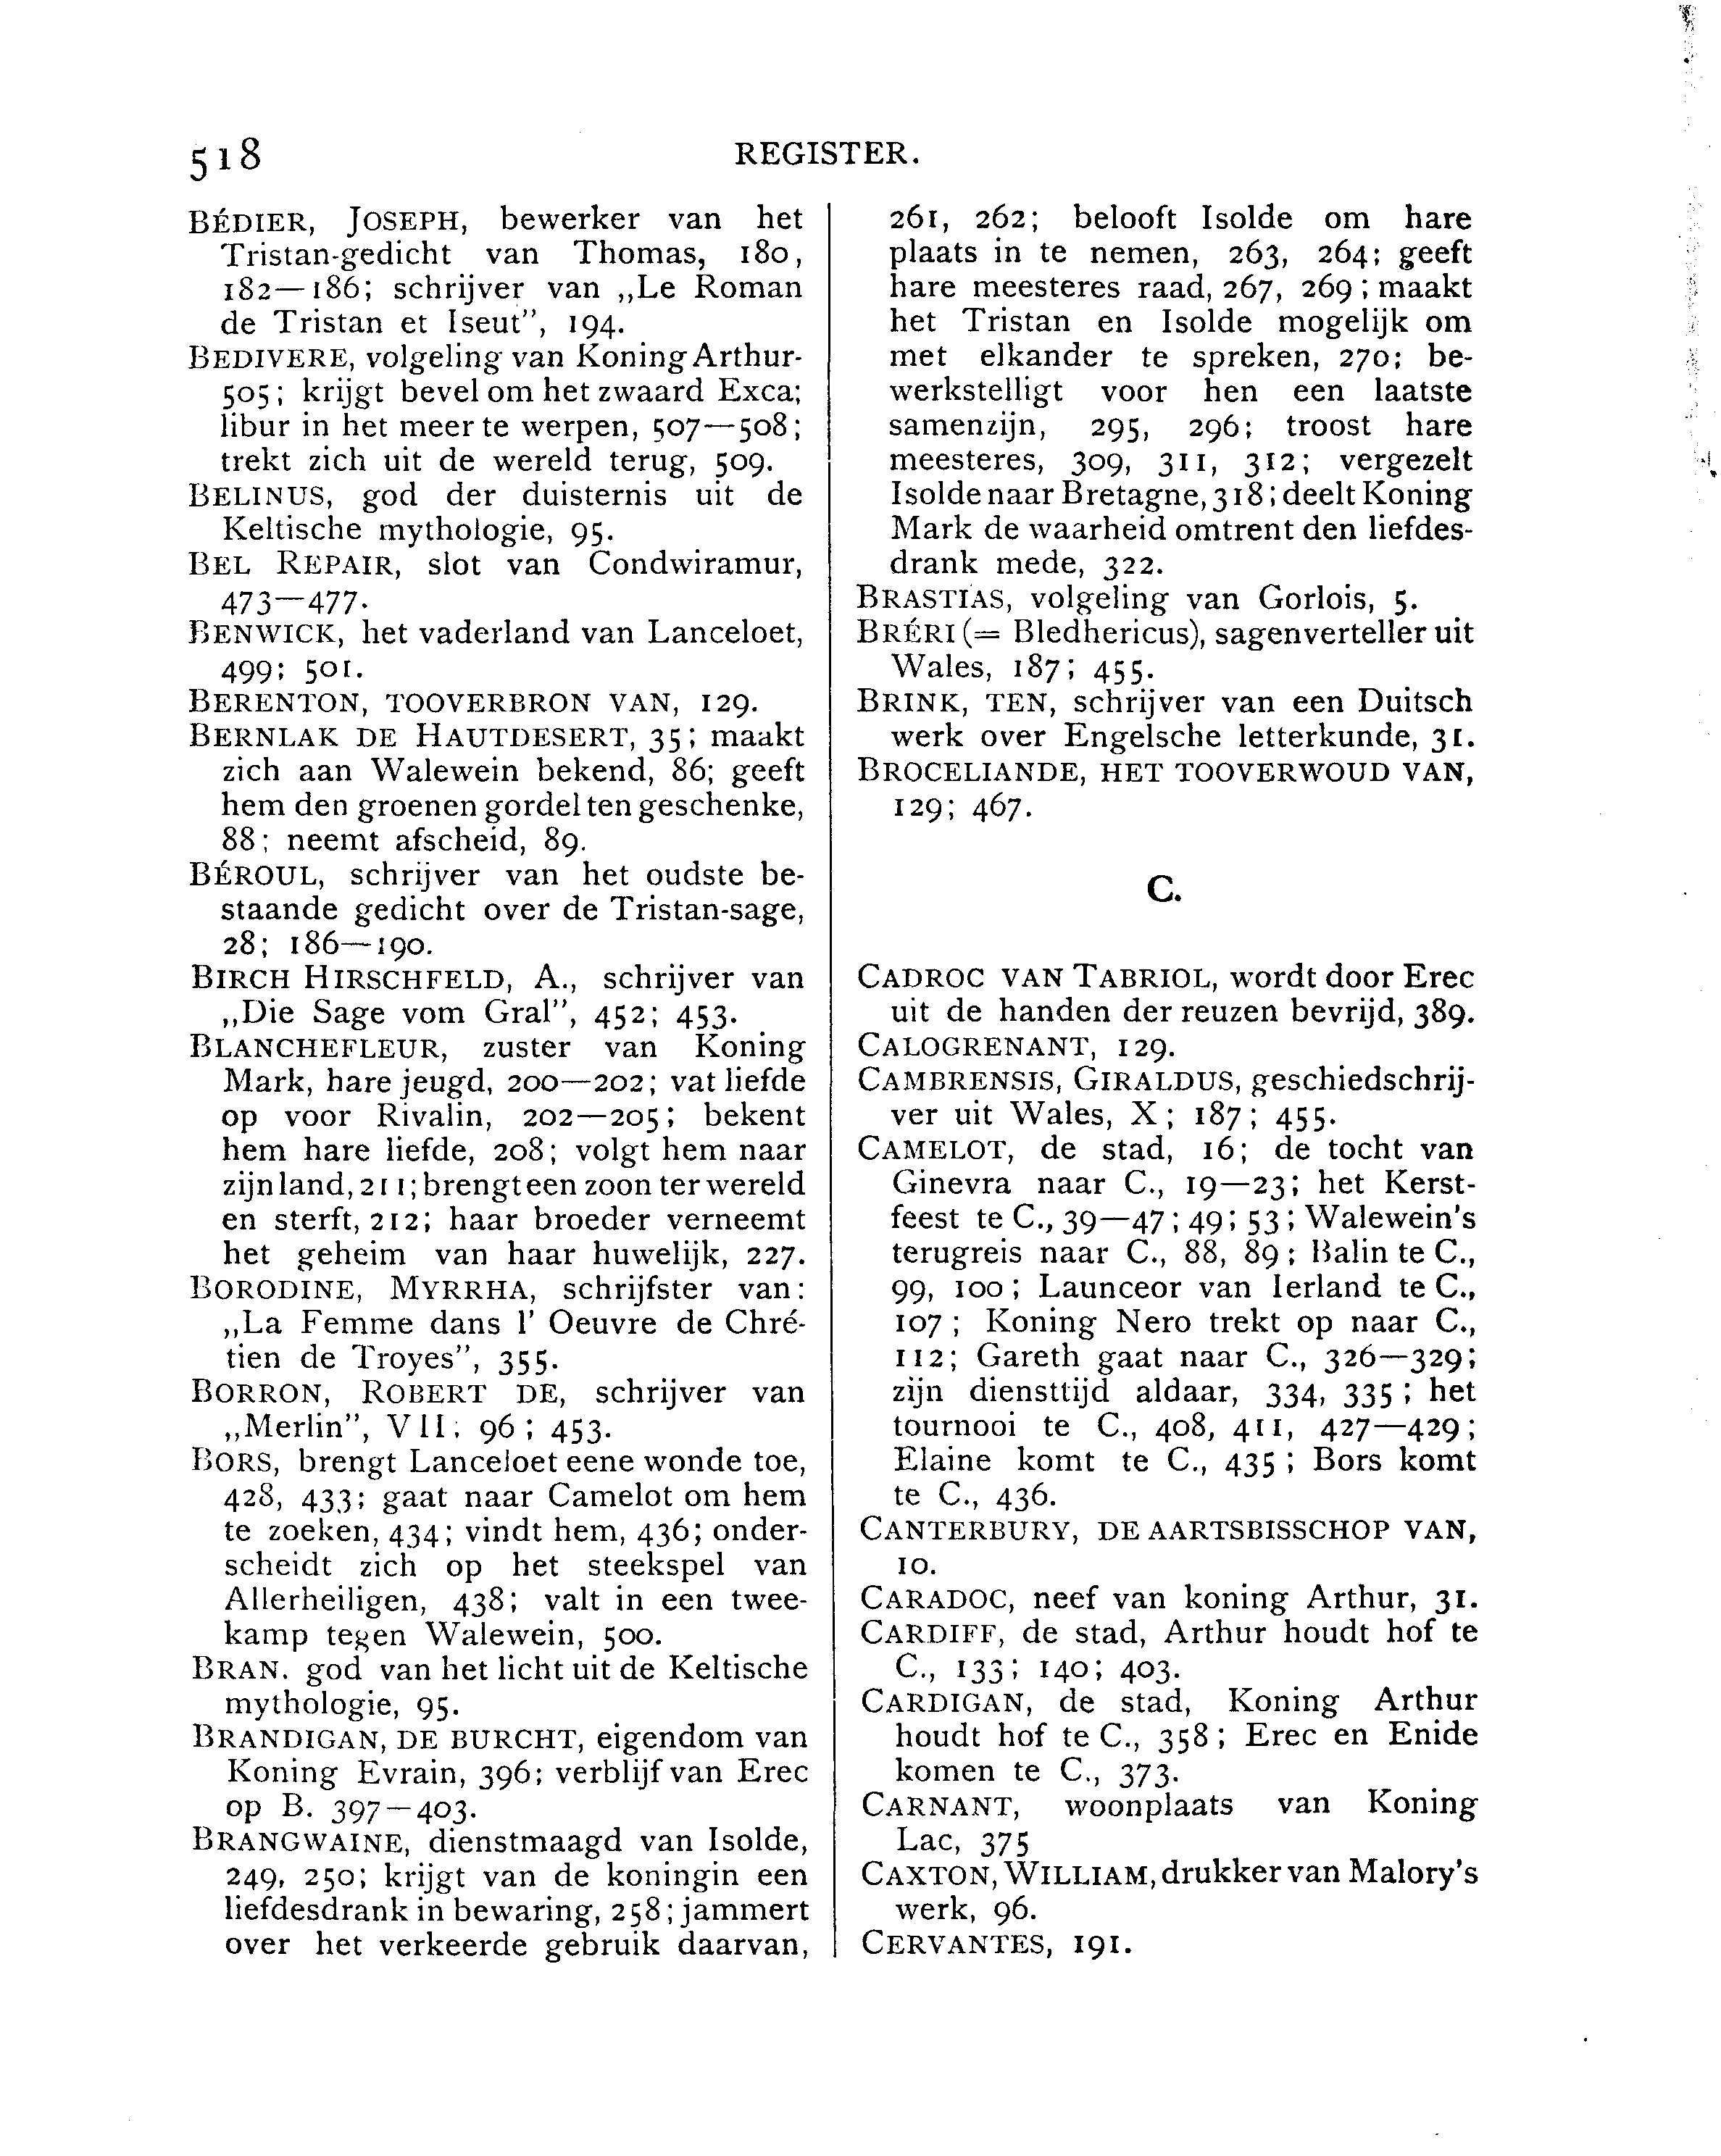 518 REGISTER.
BÉDIER, JOSEPH, bewerker van het
Tristan-gedicht van Thomas, 180,
182—186; schrijver van „Le Roman
de Tristan et Iseut”, 194.
BEDIVERE, volgeling van Koning Arthur-
505; krijgt bevel om het zwaard Exca;
libur in het meer te werpen, 507—508;
trekt zich uit de wereld terug, 509.
BELINUS, god der duisternis uit de
Keltische mythologie, 95.
BEL REPAIR, slot van Condwiramur,
473—477.
BENWICK, het vaderland van Lanceloet,
499; 501.
BERENTON, TOOVERBRON VAN, 129.
BERNLAK DE HAUTDESERT, 35; maakt
zich aan Walewein bekend, 86; geeft
hem den groenen gordel ten geschenke,
88; neemt afscheid, 89.
BÉROUL, schrijver van het oudste be-
staande gedicht over de Tristan-sage,
28; 186—190.
BIRCH HIRSCHFELD, A., schrijver van
„Die Sage vom Gral”, 452; 453.
BLANCHEFLEUR, zuster van Koning
Mark, hare jeugd, 200—202; vat liefde
op voor Rivalin, 202—205; bekent
hem hare liefde, 208; volgt hem naar
zijn land, 211; brengt een zoon ter wereld
en sterft, 212; haar broeder verneemt
het geheim van haar huwelijk, 227.
BORODINE, MYRRHA, schrijfster van:
„La Femme dans l' Oeuvre de Chré-
tien de Troyes”, 355.
BORRON, ROBERT DE, schrijver van
„Merlin”, VII; 96; 453.
BORS, brengt Lanceloet eene wonde toe,
428, 433; gaat naar Camelot om hem
te zoeken, 434; vindt hem, 436; onder-
scheidt zich op het steekspel van
Allerheiligen, 438; valt in een twee-
kamp tegen Walewein, 500.
BRAN. god van het licht uit de Keltische
mythologie, 95.
BRANDIGAN, DE BURCHT, eigendom van
Koning Evrain, 396; verblijf van Erec
op B. 397—403.
BRANGWAINE, dienstmaagd van Isolde,
249, 250; krijgt van de koningin een
liefdesdrank in bewaring, 258; jammert
over het verkeerde gebruik daarvan,
261, 262; belooft Isolde om hare
plaats in te nemen, 263, 264; geeft
hare meesteres raad, 267, 269; maakt
het Tristan en Isolde mogelijk om
met elkander te spreken, 270; be-
werkstelligt voor hen een laatste
samenzijn, 295, 296; troost hare
meesteres, 309, 311, 312; vergezelt
Isolde naar Bretagne, 318; deelt Koning
Mark de waarheid omtrent den liefdes-
drank mede, 322.
BRASTIAS, volgeling van Gorlois, 5.
BRÉRI (= Bledhericus), sagenverteller uit
Wales, 187; 455.
BRINK, TEN, schrijver van een Duitsch
werk over Engelsche letterkunde, 31.
BROCELIANDE, HET TOOVERWOUD VAN,
129; 467.
C.
CADROC VAN TABRIOL, wordt door Erec
uit de handen der reuzen bevrijd, 389.
CALOGRENANT, 129.
CAMBRENSIS, GIRALDUS, geschiedschrij-
ver uit Wales, X; 187; 455.
CAMELOT, de stad, 16; de tocht van
Ginevra naar C., 19—23; het Kerst-
feest te C., 39—47; 49; 53; Walewein's
terugreis naar C., 88, 89; Balin te C.,
99, 100; Launceor van Ierland te C.,
107; Koning Nero trekt op naar C.,
112; Gareth gaat naar C., 326—329;
zijn diensttijd aldaar, 334, 335; het
tournooi te C., 408, 411, 427—429;
Elaine komt te C., 435; Bors komt
te C., 436.
CANTERBURY, DE AARTSBISSCHOP VAN,
10.
CARADOC, neef van koning Arthur, 31.
CARDIFF, de stad, Arthur houdt hof te
C., 133; 140; 403.
CARDIGAN, de stad, Koning Arthur
houdt hof te C., 358; Erec en Enide
komen te C., 373.
CARNANT, woonplaats van Koning
Lac, 375
CAXTON, WILLIAM, drukker van Malory's
werk, 96.
CERVANTES, 191.